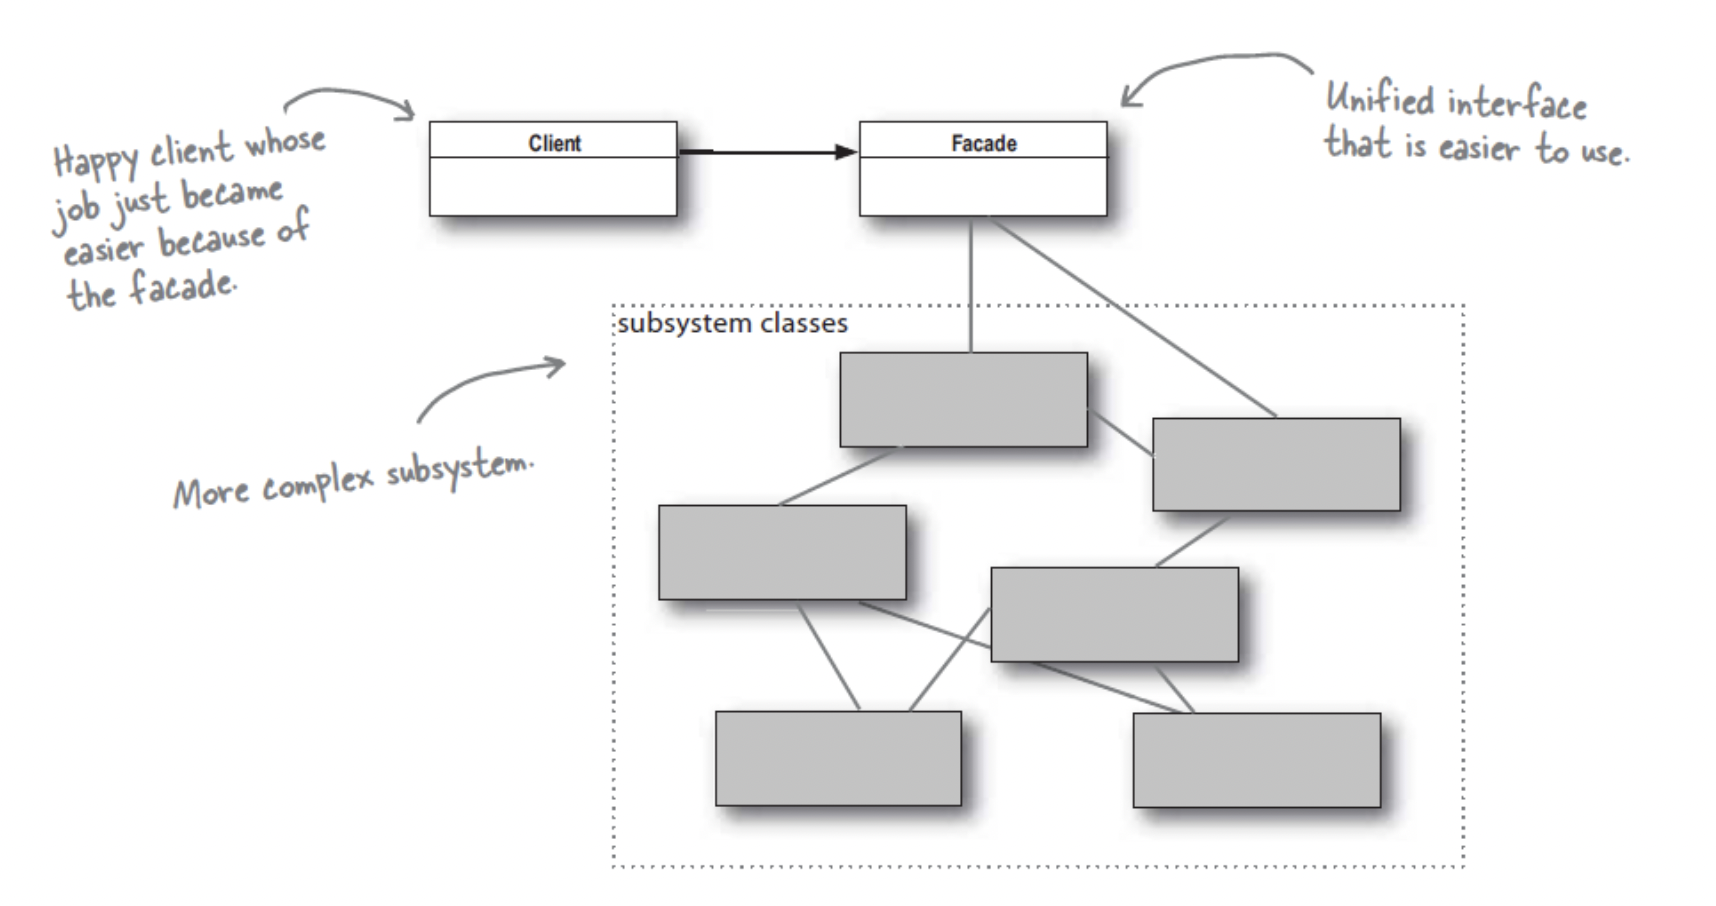 Happy client whose
job just became
easier because of
the facade.
Client
Facade
Unified interface
that is easier to use.
subsystem classes
More complex subsystem.